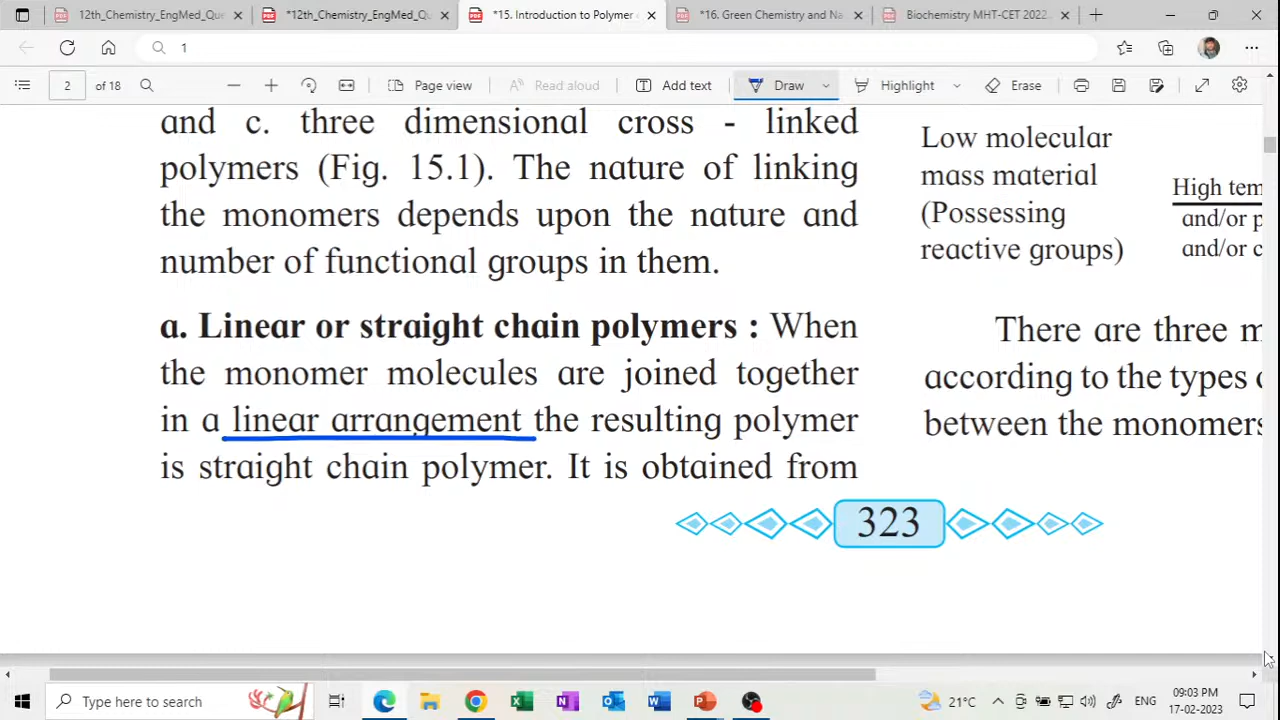 12th_Chemistry_EngMed_Que
*12th_Chemistry_EngMed_Qu
*15. Introduction to Polymer
*16. Green Chemistry and Na
Biochemistry MHT-CET 2022
1
2 of 18
Page view
Read aloud
Add text
Draw
Highlight
Erase
and c. three dimensional cross - linked
polymers (Fig. 15.1). The nature of linking
the monomers depends upon the nature and
number of functional groups in them.
a. Linear or straight chain polymers : When
the monomer molecules are joined together
in a linear arrangement the resulting polymer
is straight chain polymer. It is obtained from
Low molecular
mass material
(Possessing
reactive groups)
High tem
and/or p
and/or c
There are three m
according to the types o
between the monomers
323
Type here to search
21°C
ENG
09:03 PM
17-02-2023